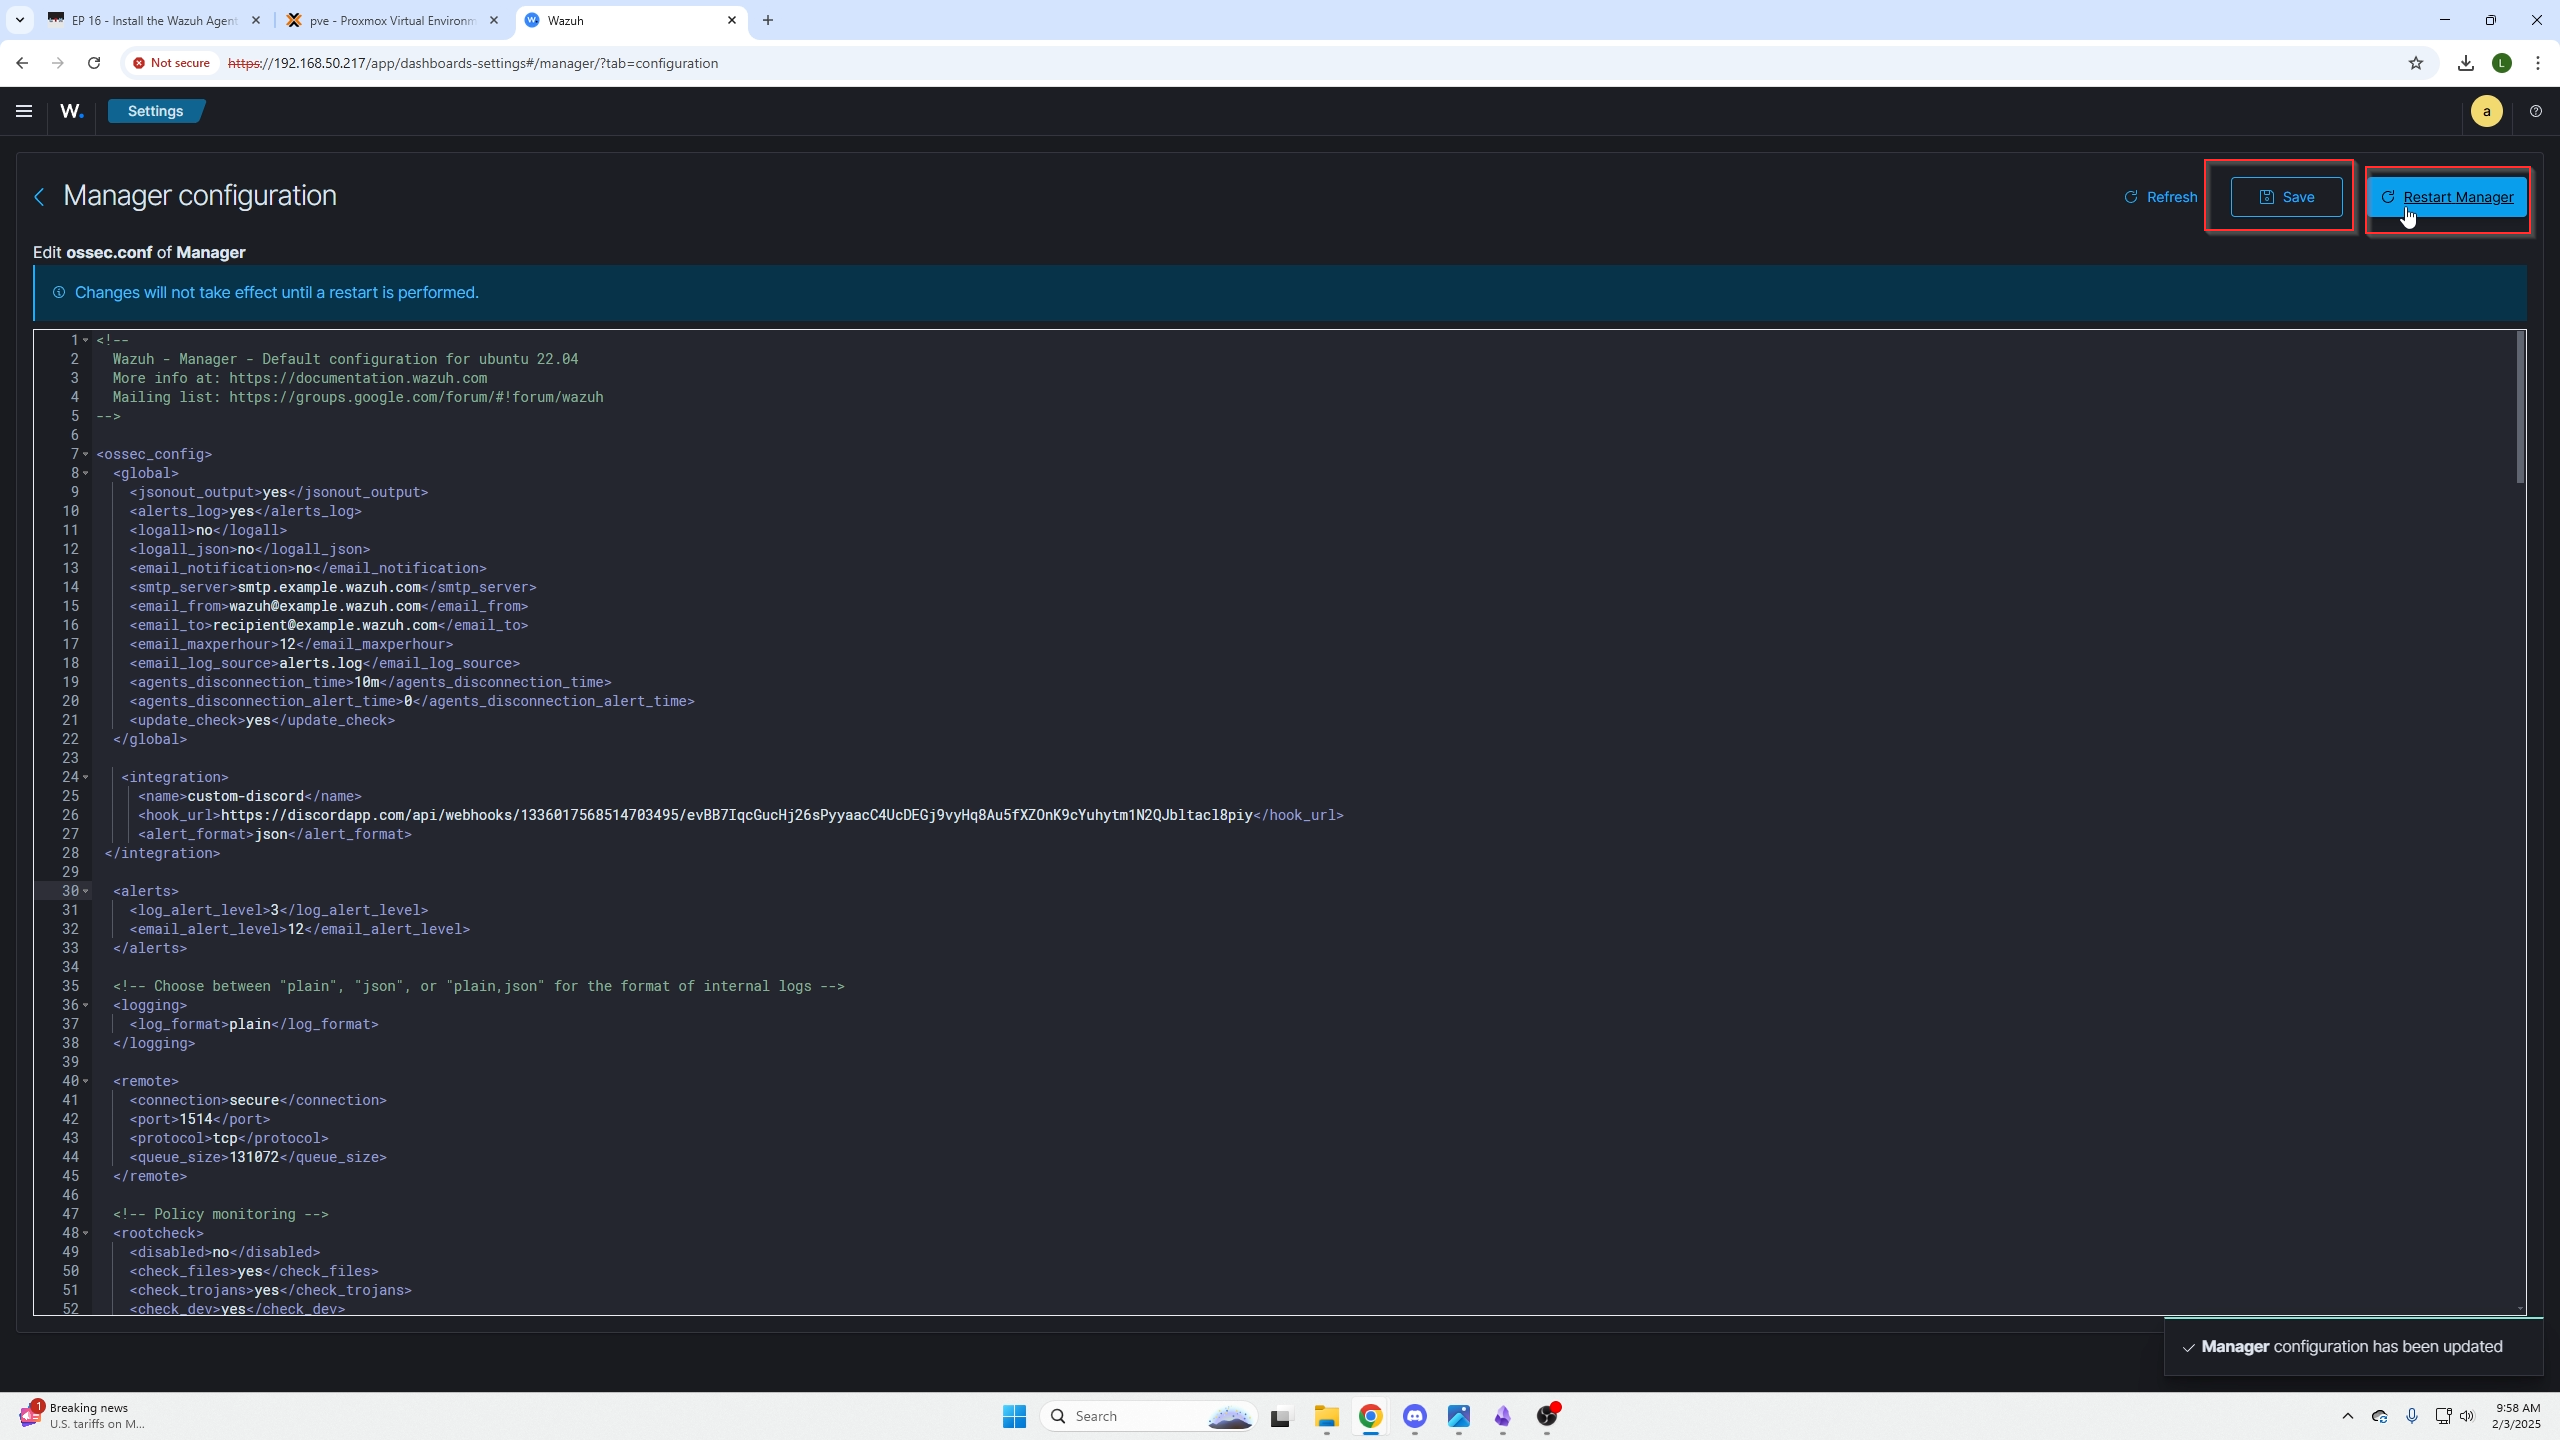 EP 16 - Install the Wazuh Agent
pve - Proxmox Virtual Environm
Wazuh
Not secure https://192.168.50.217/app/dashboards-settings#/manager/?tab=configuration
L
W. Settings
a
Manager configuration
Refresh
Save
Restart Manager
Edit ossec.conf of Manager
Changes will not take effect until a restart is performed.
1 <!--
2 Wazuh - Manager - Default configuration for ubuntu 22.04
3 More info at: https://documentation.wazuh.com
4 Mailing list: https://groups.google.com/forum/#!forum/wazuh
5 -->
6
7 <ossec_config>
8 <global>
9 <jsonout_output>yes</jsonout_output>
10 <alerts_log>yes</alerts_log>
11 <logall>no</logall>
12 <logall_json>no</logall_json>
13 <email_notification>no</email_notification>
14 <smtp_server>smtp.example.wazuh.com</smtp_server>
15 <email_from>wazuh@example.wazuh.com</email_from>
16 <email_to>recipient@example.wazuh.com</email_to>
17 <email_maxperhour>12</email_maxperhour>
18 <email_log_source>alerts.log</email_log_source>
19 <agents_disconnection_time>10m</agents_disconnection_time>
20 <agents_disconnection_alert_time>0</agents_disconnection_alert_time>
21 <update_check>yes</update_check>
22 </global>
23
24 <integration>
25 <name>custom-discord</name>
26 <hook_url>https://discordapp.com/api/webhooks/1336017568514703495/evBB7IqcGucHj26sPyyaacC4UcDEGj9vyHq8Au5fXZOnK9cYuhytm1N2QJbltacl8piy</hook_url>
27 <alert_format>json</alert_format>
28 </integration>
29
30 <alerts>
31 <log_alert_level>3</log_alert_level>
32 <email_alert_level>12</email_alert_level>
33 </alerts>
34
35 <!-- Choose between "plain", "json", or "plain,json" for the format of internal logs -->
36 <logging>
37 <log_format>plain</log_format>
38 </logging>
39
40 <remote>
41 <connection>secure</connection>
42 <port>1514</port>
43 <protocol>tcp</protocol>
44 <queue_size>131072</queue_size>
45 </remote>
46
47 <!-- Policy monitoring -->
48 <rootcheck>
49 <disabled>no</disabled>
50 <check_files>yes</check_files>
51 <check_trojans>yes</check_trojans>
52 <check_dev>yes</check_dev>
Manager configuration has been updated
1
Breaking news
U.S. tariffs on M...
Search
9:58 AM
2/3/2025